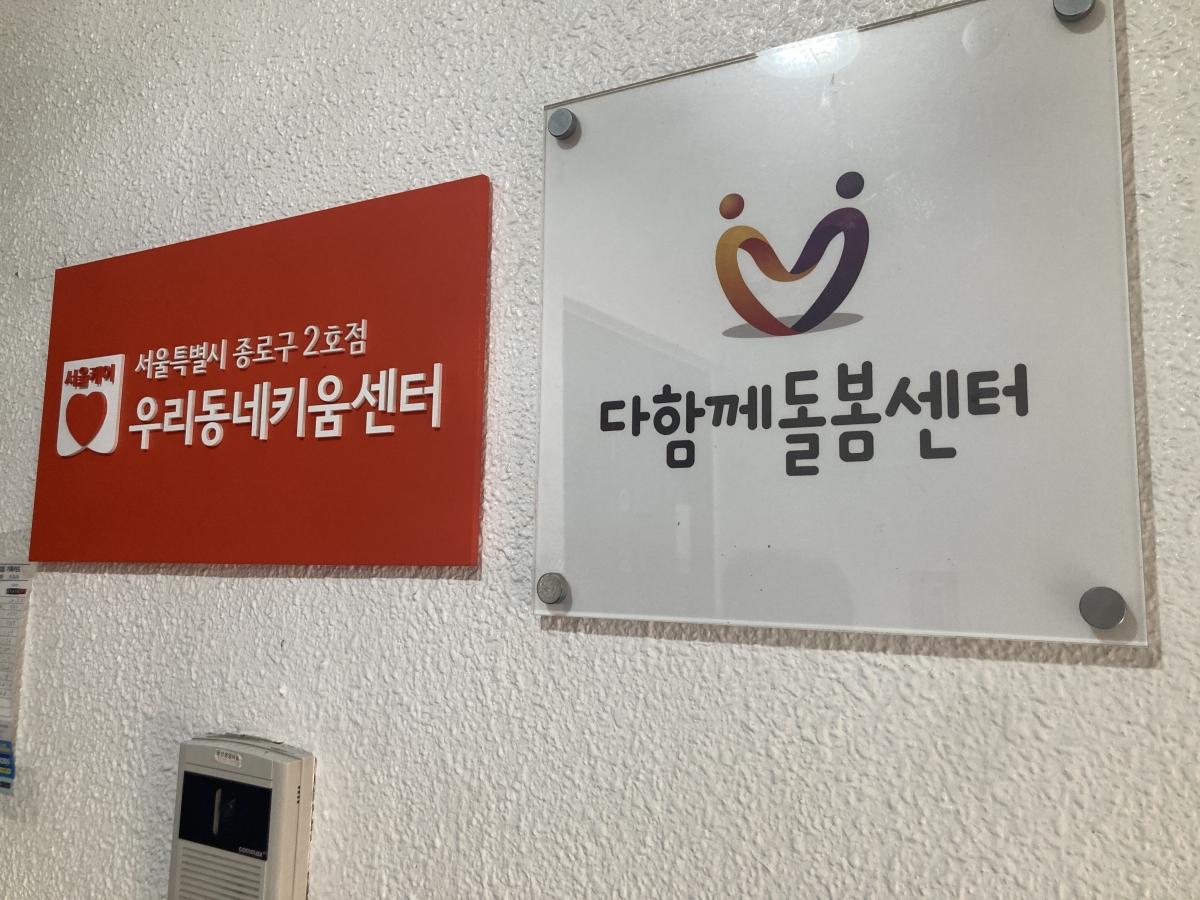 서울케어
서울특별시 종로구 2호점
우리동네키움센터
다함께돌봄센터
commax